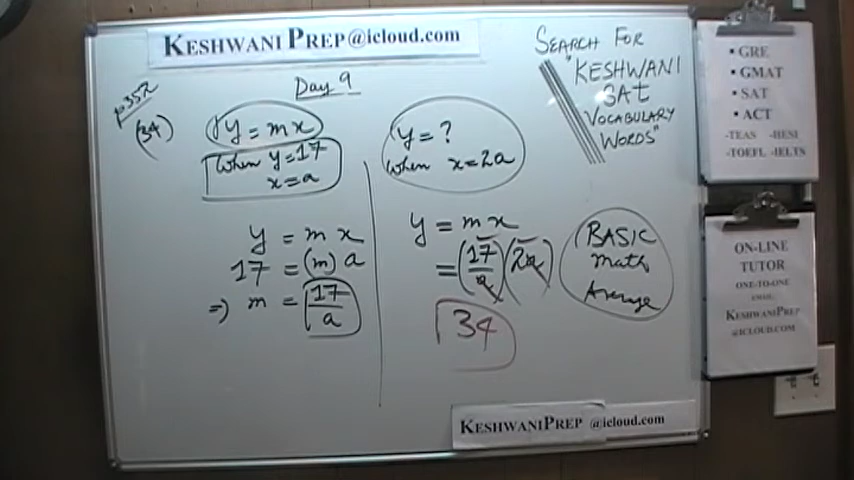 KESHWANI PREP@icloud.com
Day 9
p352
(34)
y = mx
When y=17
x=a
y = mx
17 = (m) a
=> m = 17/a
y = ?
when x=2a
y = mx
= (17/a)(2a)
34
BASIC
math
Average
SEARCH FOR
"KESHWANI
SAT
VOCABULARY
WORDS"
• GRE
• GMAT
• SAT
• ACT
-TEAS -HESI
-TOEFL -IELTS
ON-LINE
TUTOR
ONE-TO-ONE
EMAIL:
KESHWANIPREP
@ICLOUD.COM
KESHWANIPREP @icloud.com